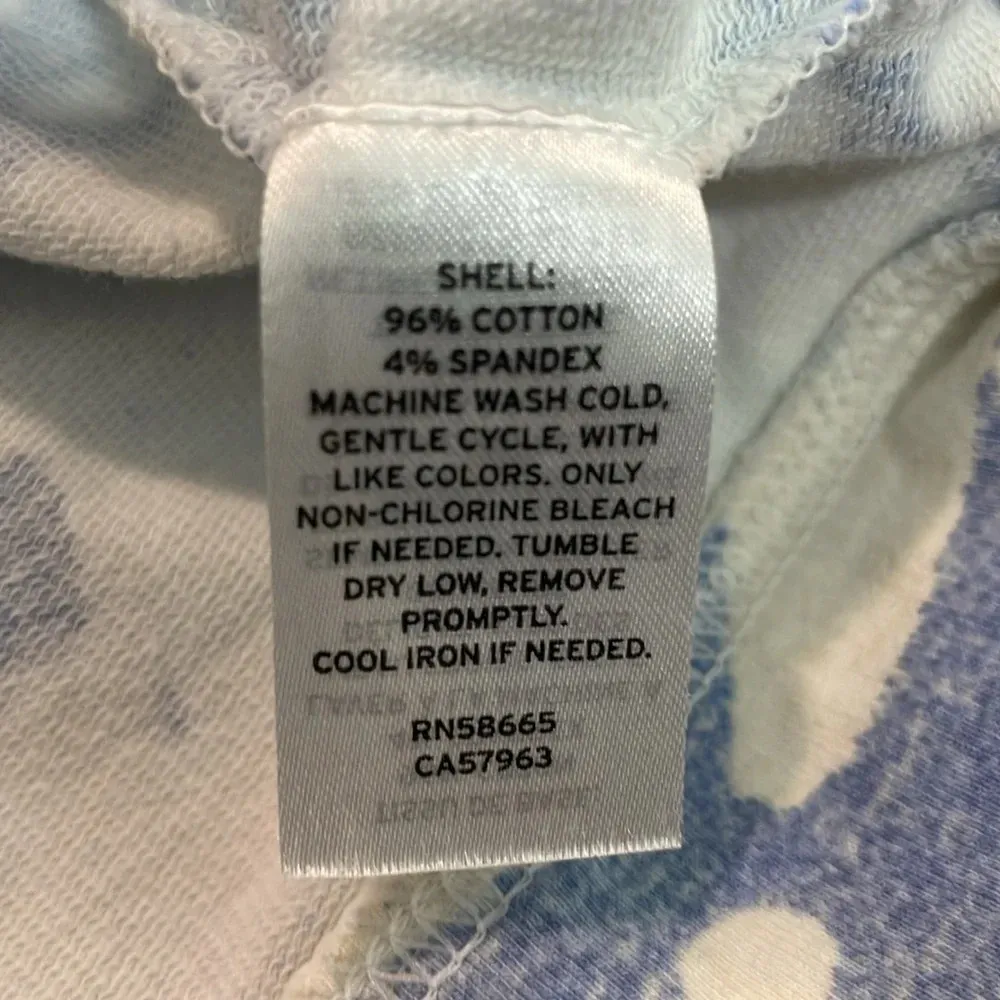 SHELL:
96% COTTON
4% SPANDEX
MACHINE WASH COLD,
GENTLE CYCLE, WITH
LIKE COLORS. ONLY
NON-CHLORINE BLEACH
IF NEEDED. TUMBLE
DRY LOW, REMOVE
PROMPTLY.
COOL IRON IF NEEDED.
RN58665
CA57963